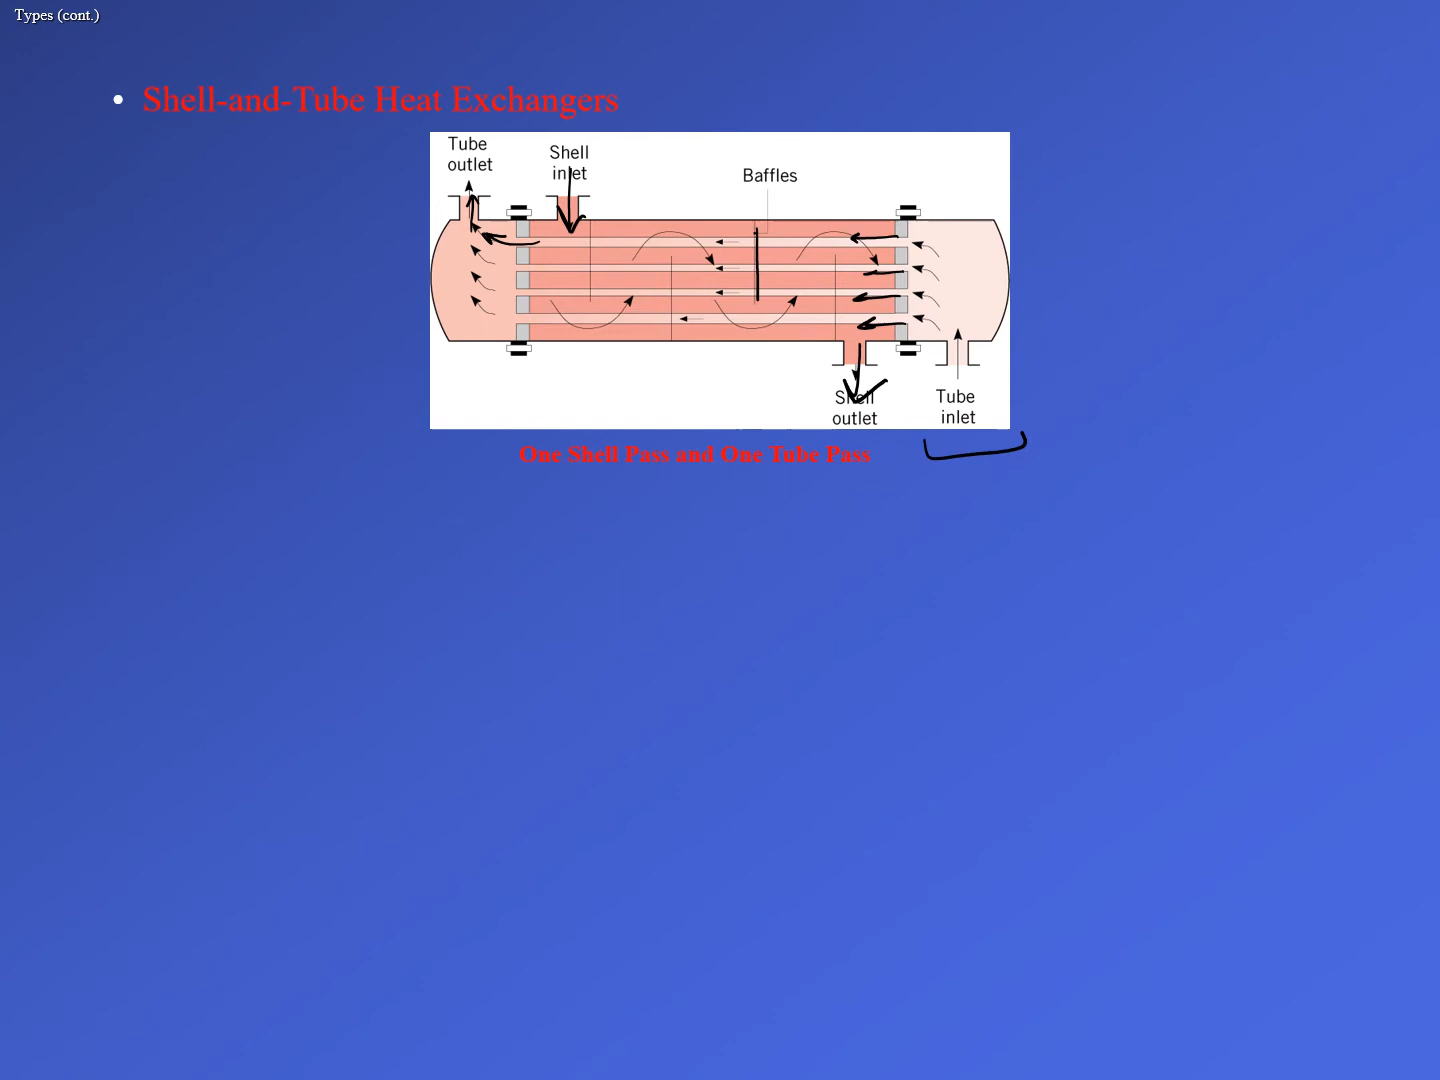 Types (cont.)
• Shell-and-Tube Heat Exchangers
Tube
outlet
Shell
inlet
Baffles
Shell
outlet
Tube
inlet
One Shell Pass and One Tube Pass